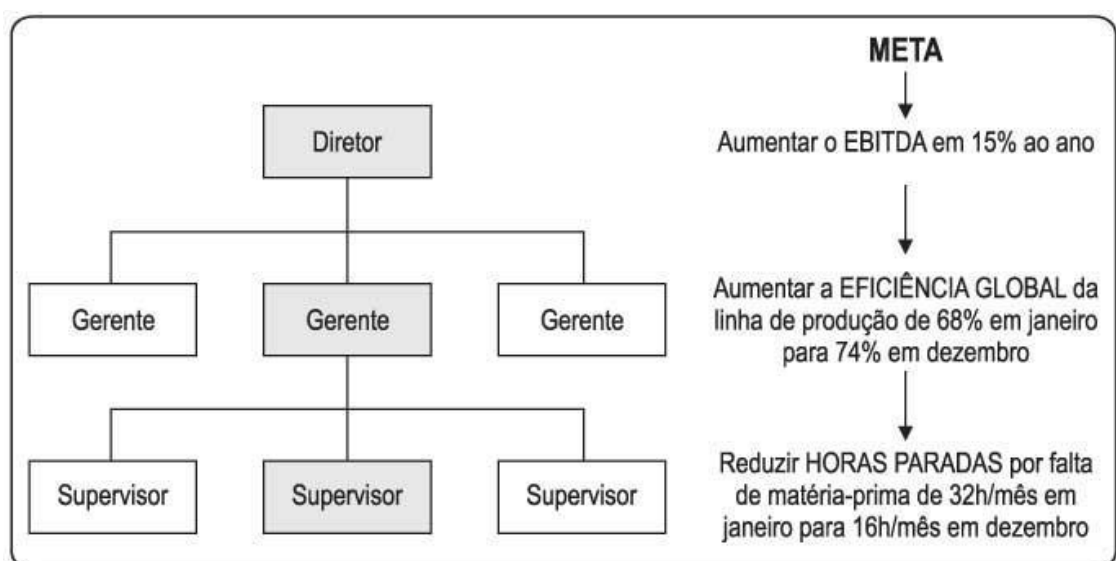 META
Diretor
Aumentar o EBITDA em 15% ao ano
Gerente
Gerente
Gerente
Aumentar a EFICIÊNCIA GLOBAL da
linha de produção de 68% em janeiro
para 74% em dezembro
Supervisor
Supervisor
Supervisor
Reduzir HORAS PARADAS por falta
de matéria-prima de 32h/mês em
janeiro para 16h/mês em dezembro